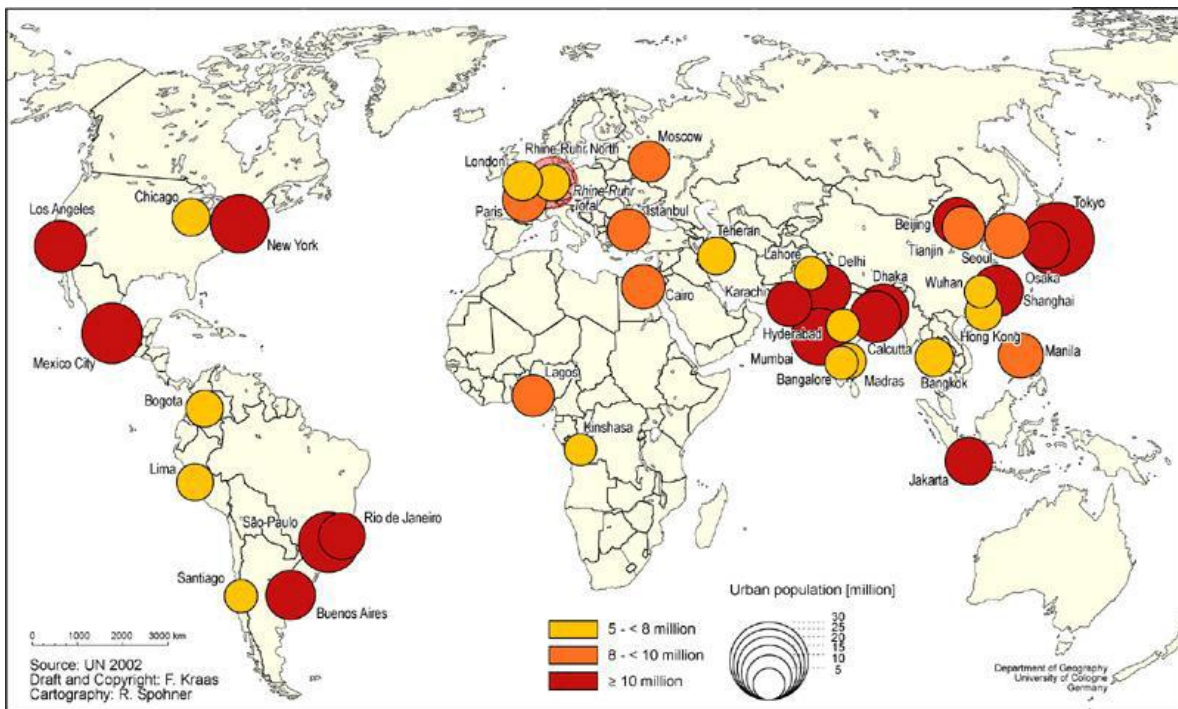 Moscow
Rhine-Ruhr North
London
Rhine-Ruhr
Total
Paris
Istanbul
Chicago
Los Angeles
New York
Tokyo
Beijing
Teheran
Tianjin
Lahore
Seoul
Delhi
Dhaka
Wuhan
Osaka
Karachi
Cairo
Shanghai
Hyderabad
Hong Kong
Mexico City
Mumbai
Calcutta
Manila
Bangalore
Madras
Bangkok
Lagos
Bogota
Kinshasa
Lima
Jakarta
São-Paulo
Rio de Janeiro
Santiago
Buenos Aires
Urban population [million]
30
25
20
15
10
5
5 - < 8 million
8 - < 10 million
≥ 10 million
0 1000 2000 3000 km
Source: UN 2002
Draft and Copyright: F. Kraas
Cartography: R. Spohner
Department of Geography
University of Cologne
Germany